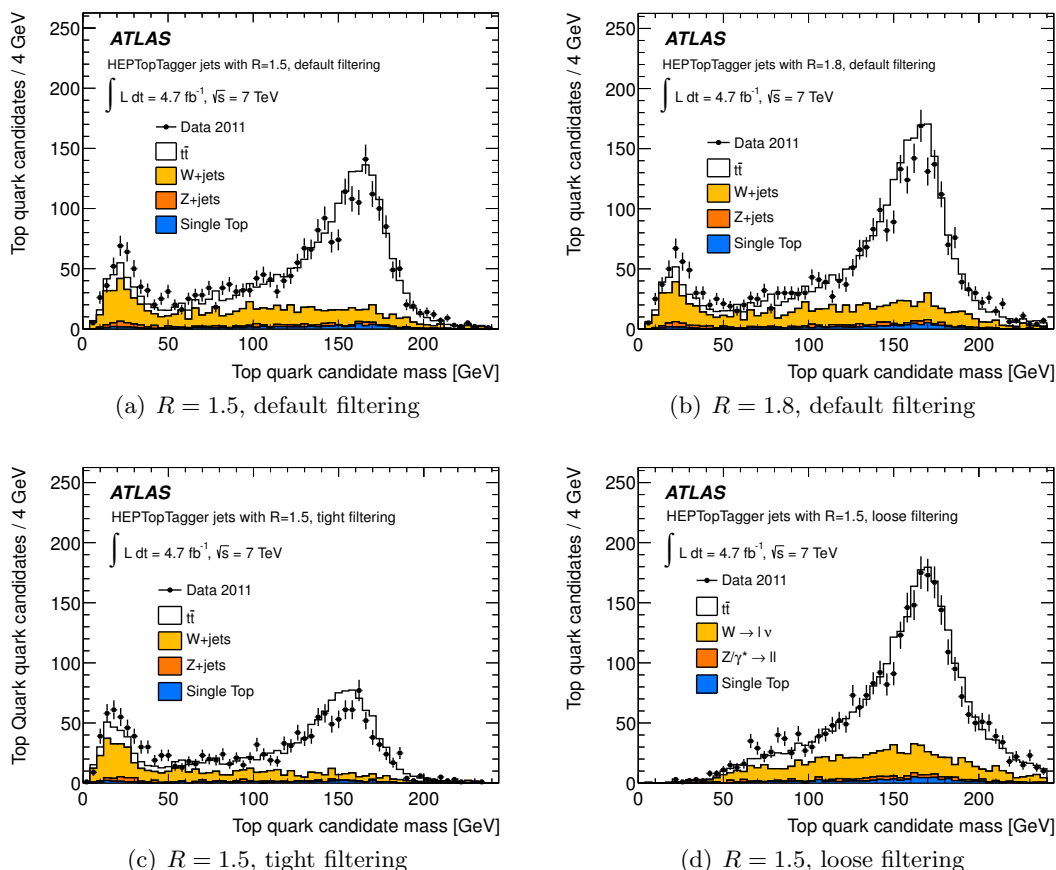 Top quark candidates / 4 GeV
250
200
150
100
50
0
ATLAS
HEPTopTagger jets with R=1.5, default filtering
∫ L dt = 4.7 fb⁻¹, √s = 7 TeV
Data 2011
tt̄
W+jets
Z+jets
Single Top
0 50 100 150 200
Top quark candidate mass [GeV]
(a) R = 1.5, default filtering
Top quark candidates / 4 GeV
250
200
150
100
50
0
ATLAS
HEPTopTagger jets with R=1.8, default filtering
∫ L dt = 4.7 fb⁻¹, √s = 7 TeV
Data 2011
tt̄
W+jets
Z+jets
Single Top
0 50 100 150 200
Top quark candidate mass [GeV]
(b) R = 1.8, default filtering
Top Quark quark candidates / 4 GeV
250
200
150
100
50
0
ATLAS
HEPTopTagger jets with R=1.5, tight filtering
∫ L dt = 4.7 fb⁻¹, √s = 7 TeV
Data 2011
tt̄
W+jets
Z+jets
Single Top
0 50 100 150 200
Top quark candidate mass [GeV]
(c) R = 1.5, tight filtering
Top quark candidates / 4 GeV
250
200
150
100
50
0
ATLAS
HEPTopTagger jets with R=1.5, loose filtering
∫ L dt = 4.7 fb⁻¹, √s = 7 TeV
Data 2011
tt̄
W → l ν
Z/γ* → ll
Single Top
0 50 100 150 200
Top quark candidate mass [GeV]
(d) R = 1.5, loose filtering